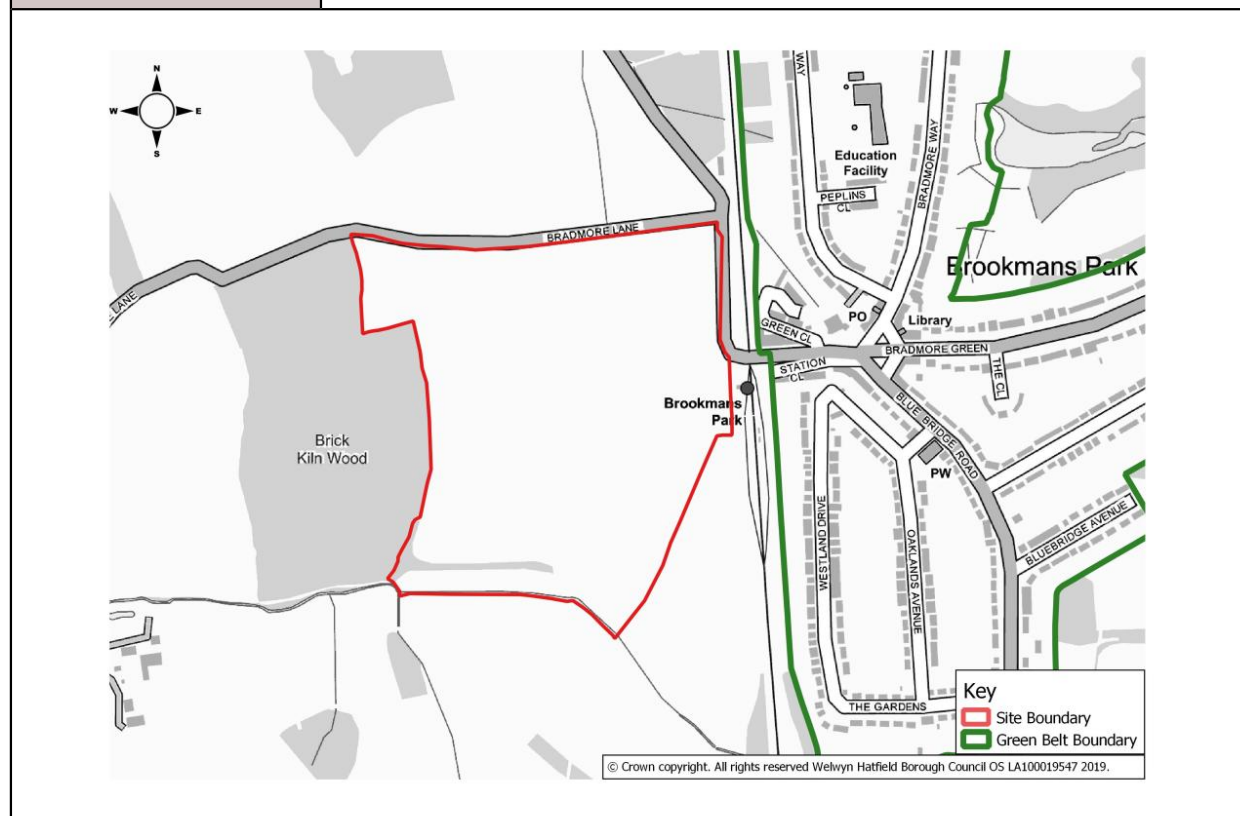 N
W
E
S
WAY
Education
Facility
BRADMORE WAY
PEPLINS
CL
BRADMORE LANE
Brookmans Park
LANE
PO
Library
GREEN CL
BRADMORE GREEN
STATION
CL
THE CL
Brookmans
Park
BLUE BRIDGE ROAD
Brick
Kiln Wood
PW
WESTLAND DRIVE
OAKLANDS AVENUE
BLUEBRIDGE AVENUE
THE GARDENS
Key
Site Boundary
Green Belt Boundary
© Crown copyright. All rights reserved Welwyn Hatfield Borough Council OS LA100019547 2019.